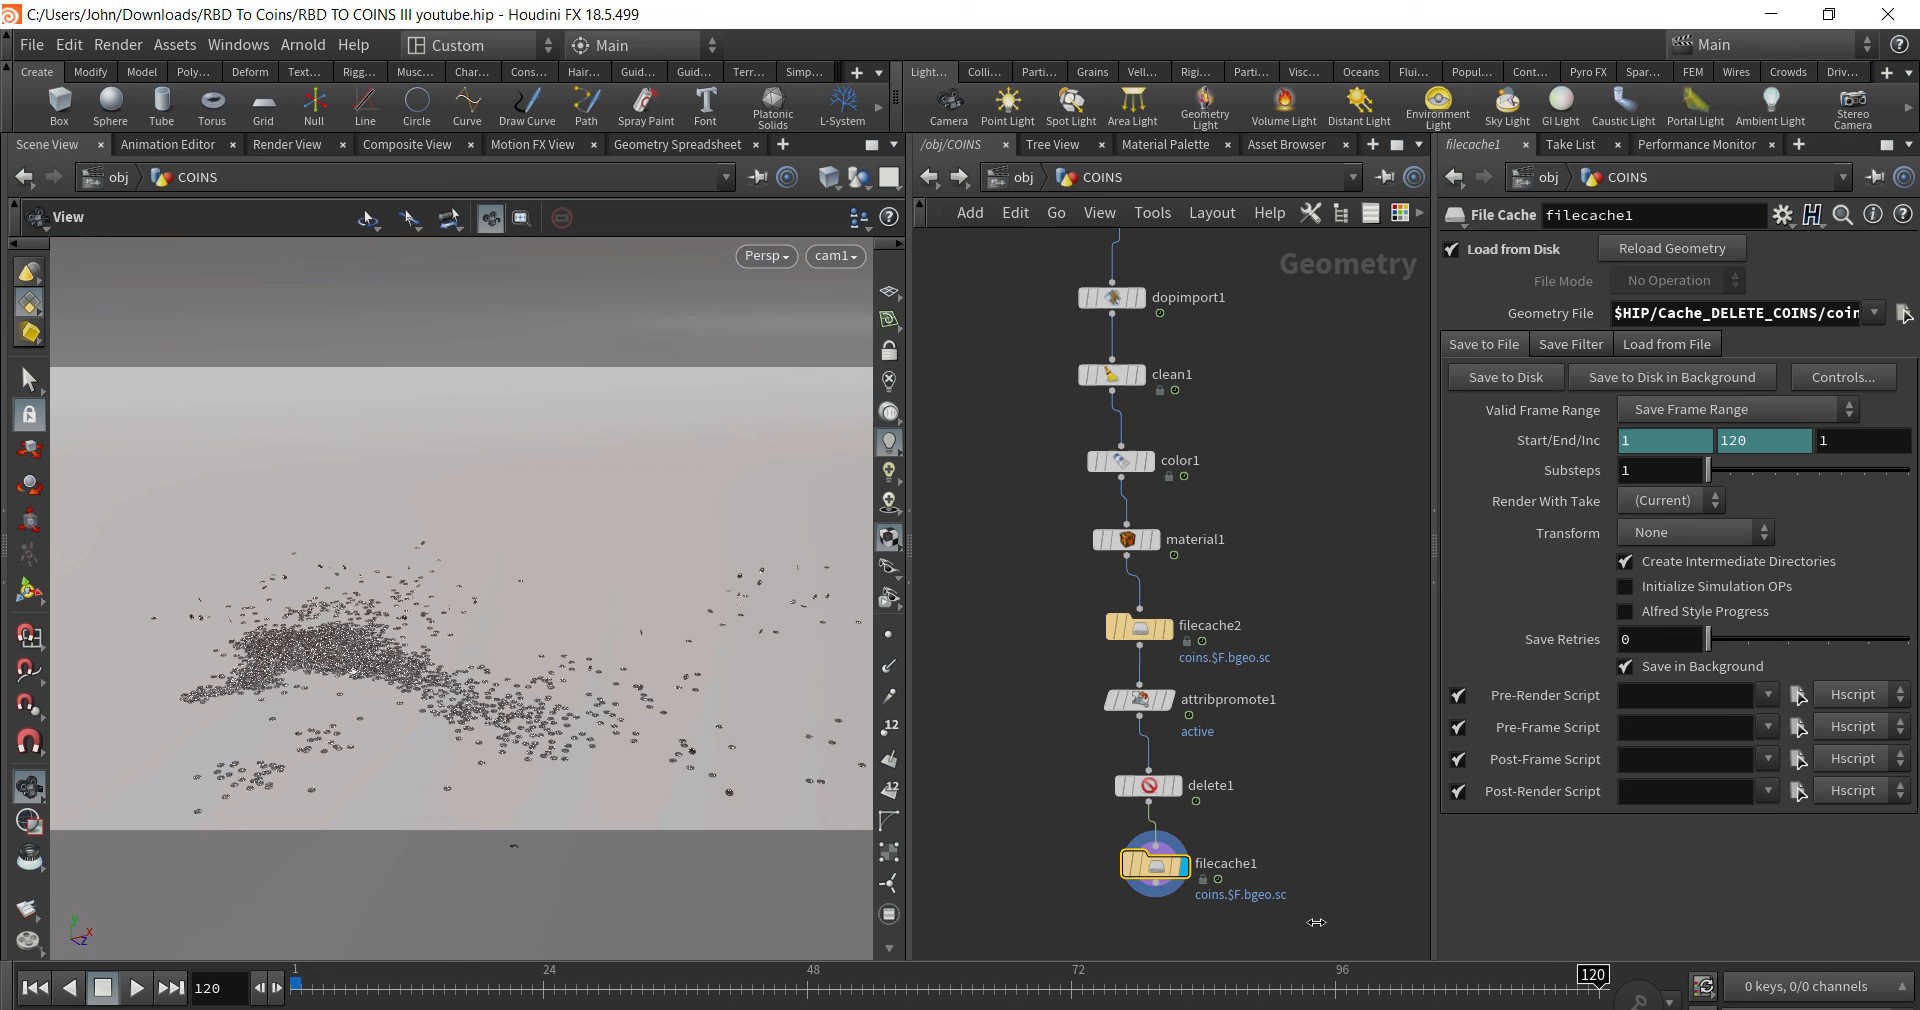 C:/Users/John/Downloads/RBD To Coins/RBD TO COINS III youtube.hip - Houdini FX 18.5.499
File Edit Render Assets Windows Arnold Help Custom Main Main
Create Modify Model Poly... Deform Text... Rigg... Musc... Char... Cons... Hair... Guid... Guid... Terr... Simp...
Light... Colli... Parti... Grains Vell... Rigi... Parti... Visc... Oceans Flui... Popul... Cont... Pyro FX Spar... FEM Wires Crowds Driv...
Box Sphere Tube Torus Grid Null Line Circle Curve Draw Curve Path Spray Paint Font Platonic Solids L-System
Camera Point Light Spot Light Area Light Geometry Light Volume Light Distant Light Environment Light Sky Light GI Light Caustic Light Portal Light Ambient Light Stereo Camera
Scene View Animation Editor Render View Composite View Motion FX View Geometry Spreadsheet
/obj/COINS Tree View Material Palette Asset Browser
filecache1 Take List Performance Monitor
obj COINS
obj COINS
obj COINS
View
Add Edit Go View Tools Layout Help
File Cache filecache1
Persp cam1
Geometry
dopimport1
clean1
color1
material1
filecache2
coins.$F.bgeo.sc
attribpromote1
active
delete1
filecache1
coins.$F.bgeo.sc
Load from Disk Reload Geometry
File Mode No Operation
Geometry File $HIP/Cache_DELETE_COINS/coin
Save to File Save Filter Load from File
Save to Disk Save to Disk in Background Controls...
Valid Frame Range Save Frame Range
Start/End/Inc 1 120 1
Substeps 1
Render With Take (Current)
Transform None
Create Intermediate Directories
Initialize Simulation OPs
Alfred Style Progress
Save Retries 0
Save in Background
Pre-Render Script Hscript
Pre-Frame Script Hscript
Post-Frame Script Hscript
Post-Render Script Hscript
12
12
y x z
120 1 24 48 72 96 120
0 keys, 0/0 channels